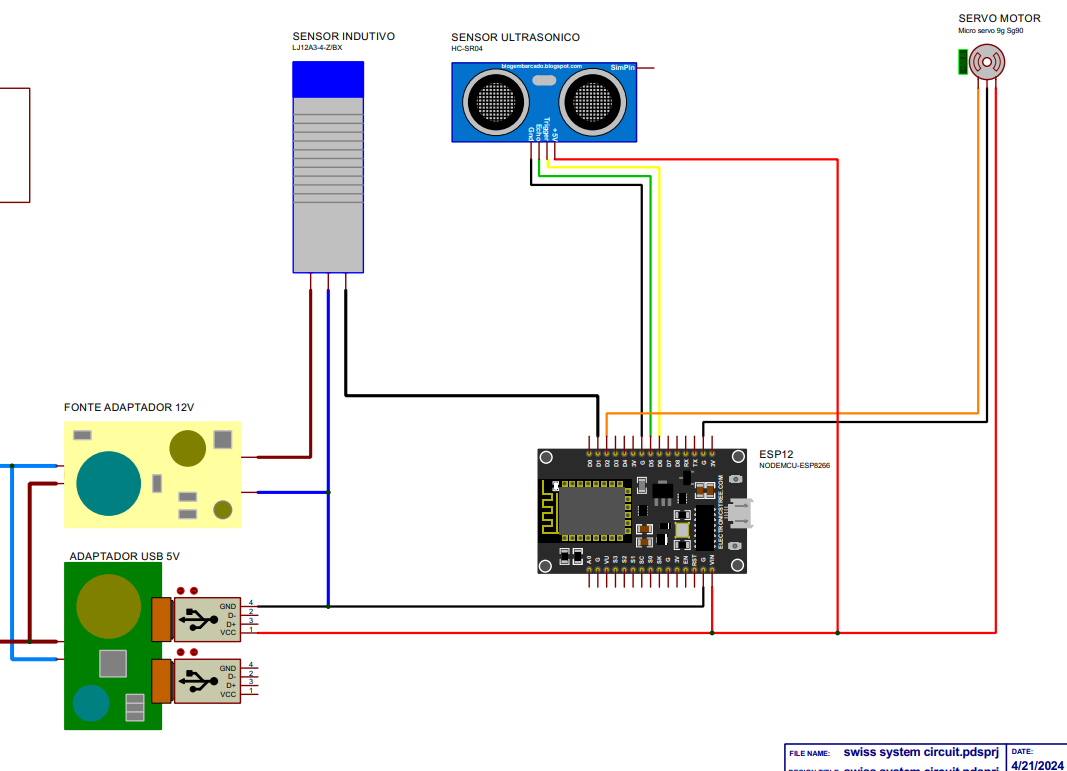 SERVO MOTOR
Micro servo 9g Sg90
SENSOR INDUTIVO
LJ12A3-4-Z/BX
SENSOR ULTRASONICO
HC-SR04
blogembarcado.blogspot.com
SimPin
Gnd
Echo
Trigger
+5V
FONTE ADAPTADOR 12V
ESP12
NODEMCU-ESP8266
D0 D1 D2 D3 D4 3V G D5 D6 D7 D8 RX TX G 3V
ELECTRONICSTREE.COM
A0 G VU S3 S2 S1 SC S0 SK G 3V EN RST G VIN
ADAPTADOR USB 5V
GND 4
D- 2
D+ 3
VCC 1
GND 4
D- 2
D+ 3
VCC 1
FILE NAME: swiss system circuit.pdsprj DATE:
DESIGN TITLE: swiss system circuit.pdsprj 4/21/2024